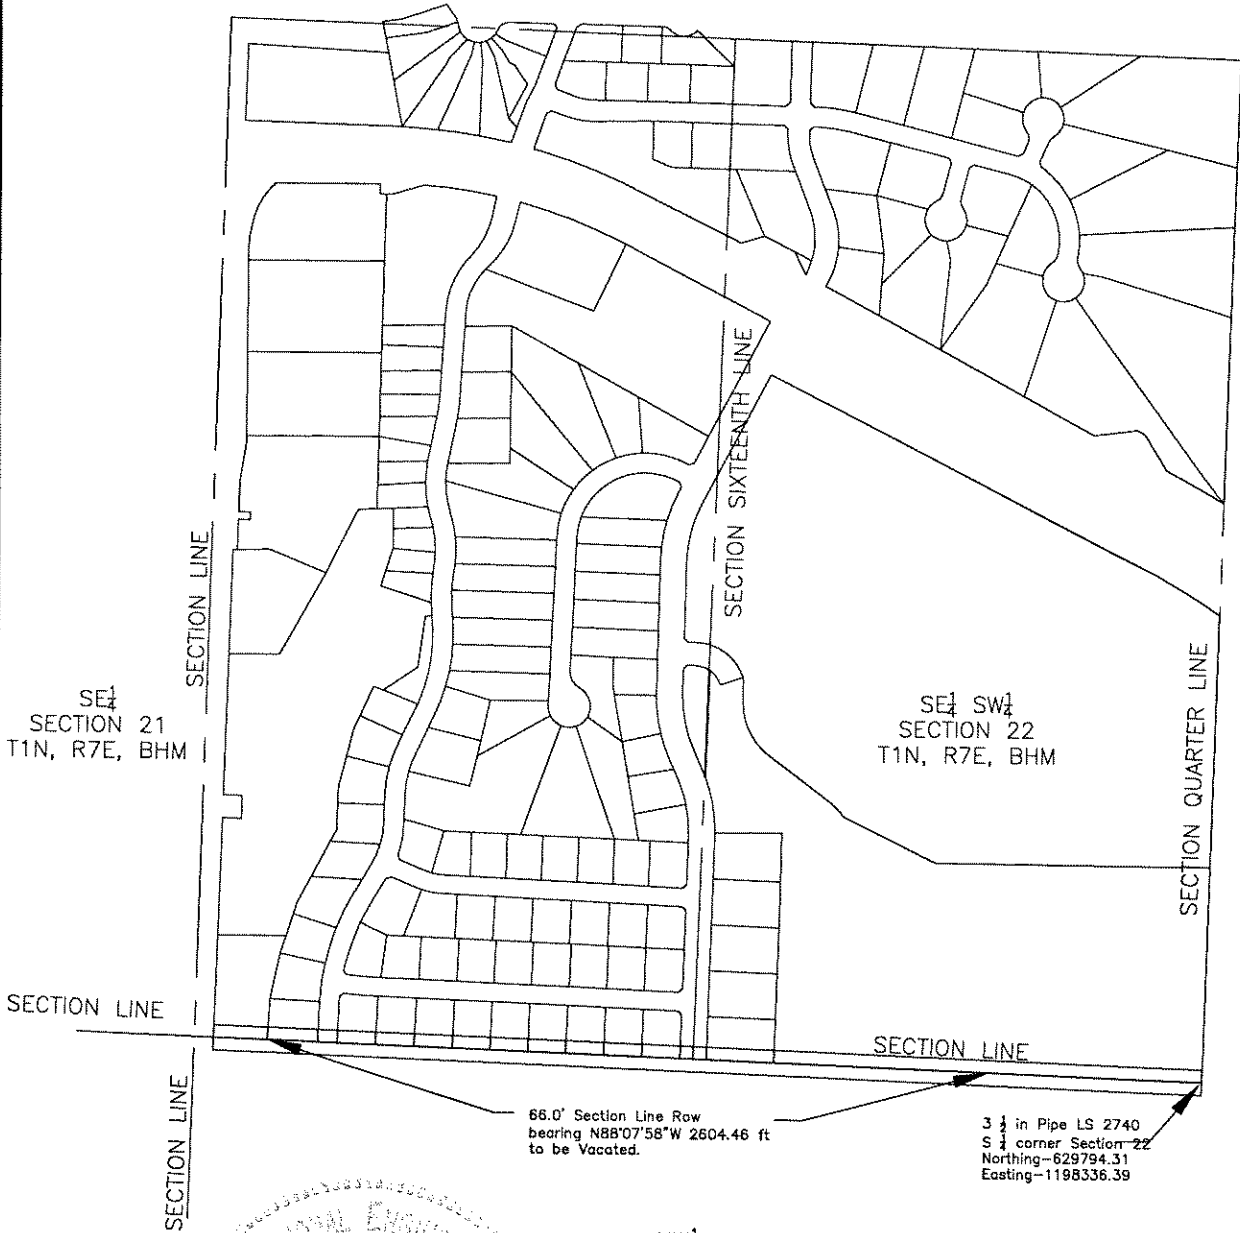 SECTION SIXTEENTH LINE
SECTION LINE
SE¼
SECTION 21
T1N, R7E, BHM
SE¼ SW¼
SECTION 22
T1N, R7E, BHM
SECTION QUARTER LINE
SECTION LINE
SECTION LINE
SECTION LINE
66.0' Section Line Row
bearing N88°07'58"W 2604.46 ft
to be Vacated.
3 ½ in Pipe LS 2740
S ¼ corner Section 22
Northing-629794.31
Easting-1198336.39